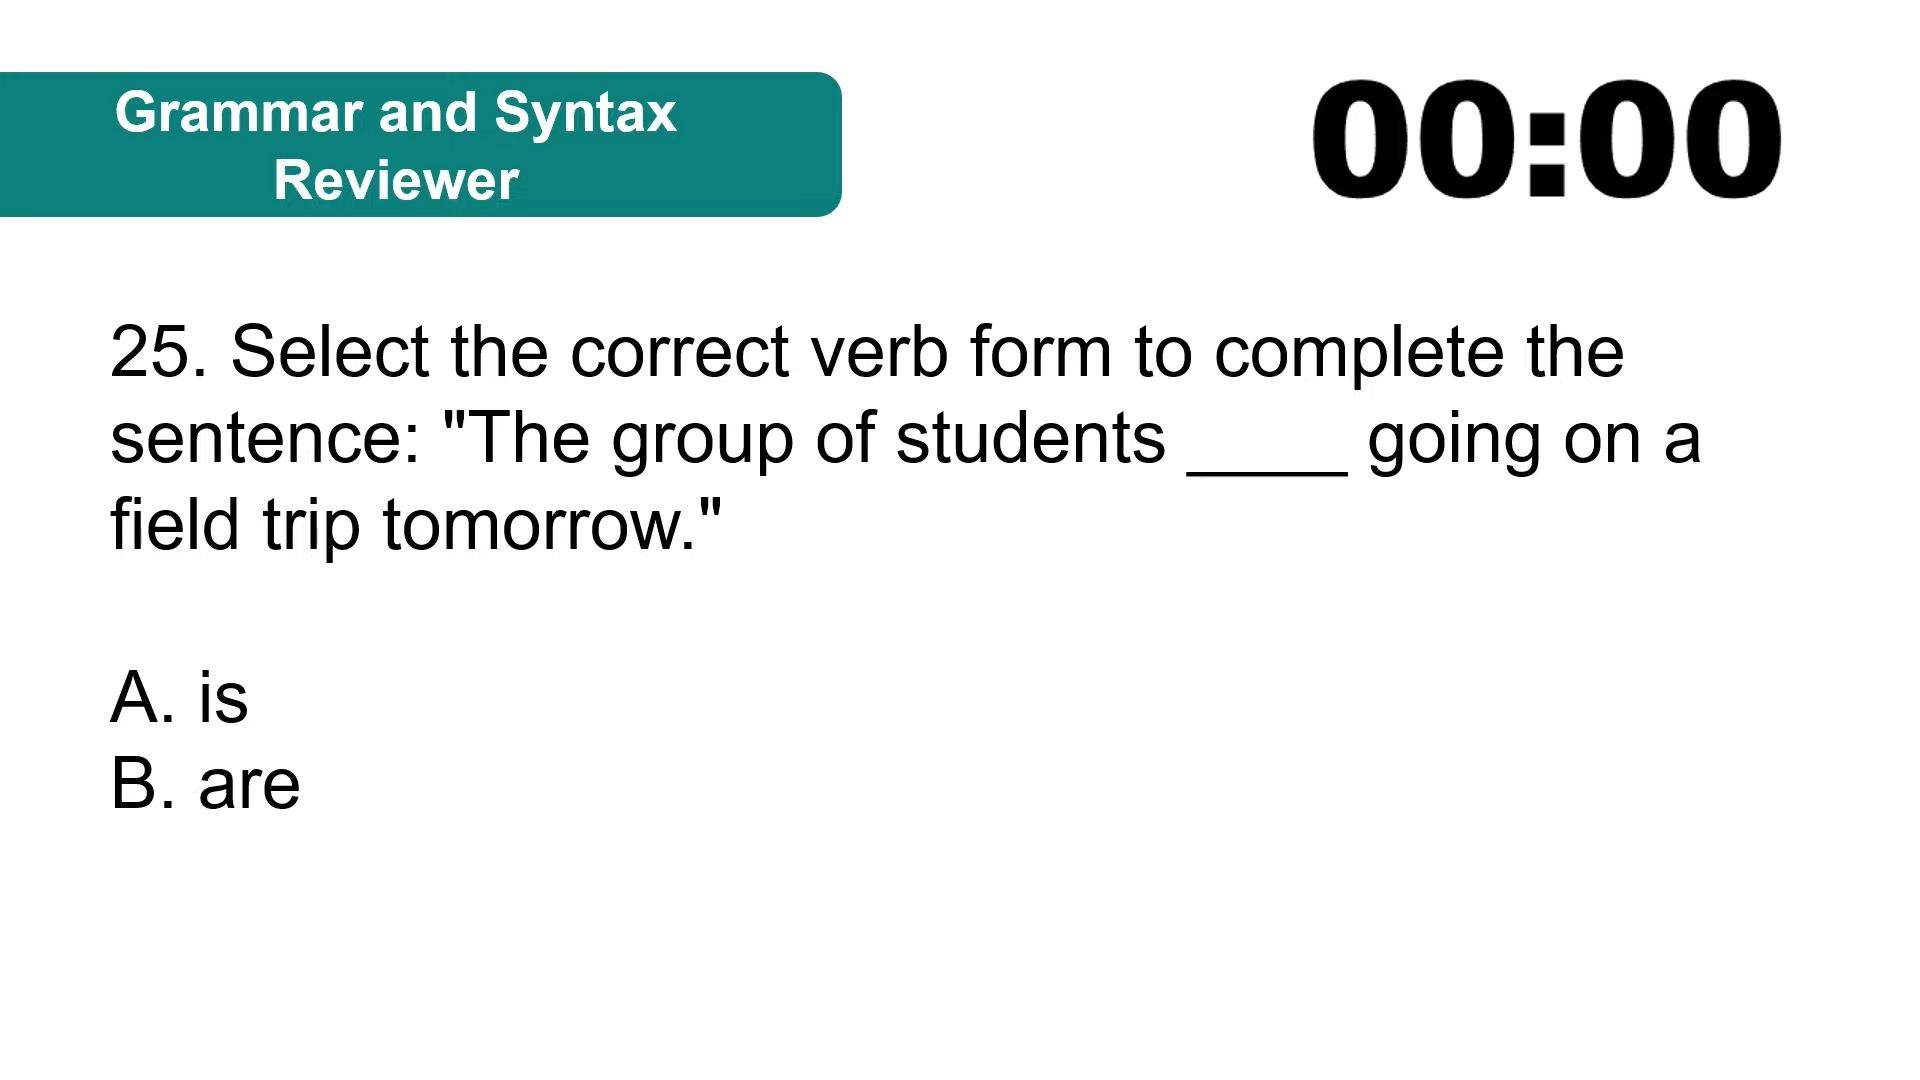 Grammar and Syntax
Reviewer
00:00
25. Select the correct verb form to complete the
sentence: "The group of students ____ going on a
field trip tomorrow."
A. is
B. are